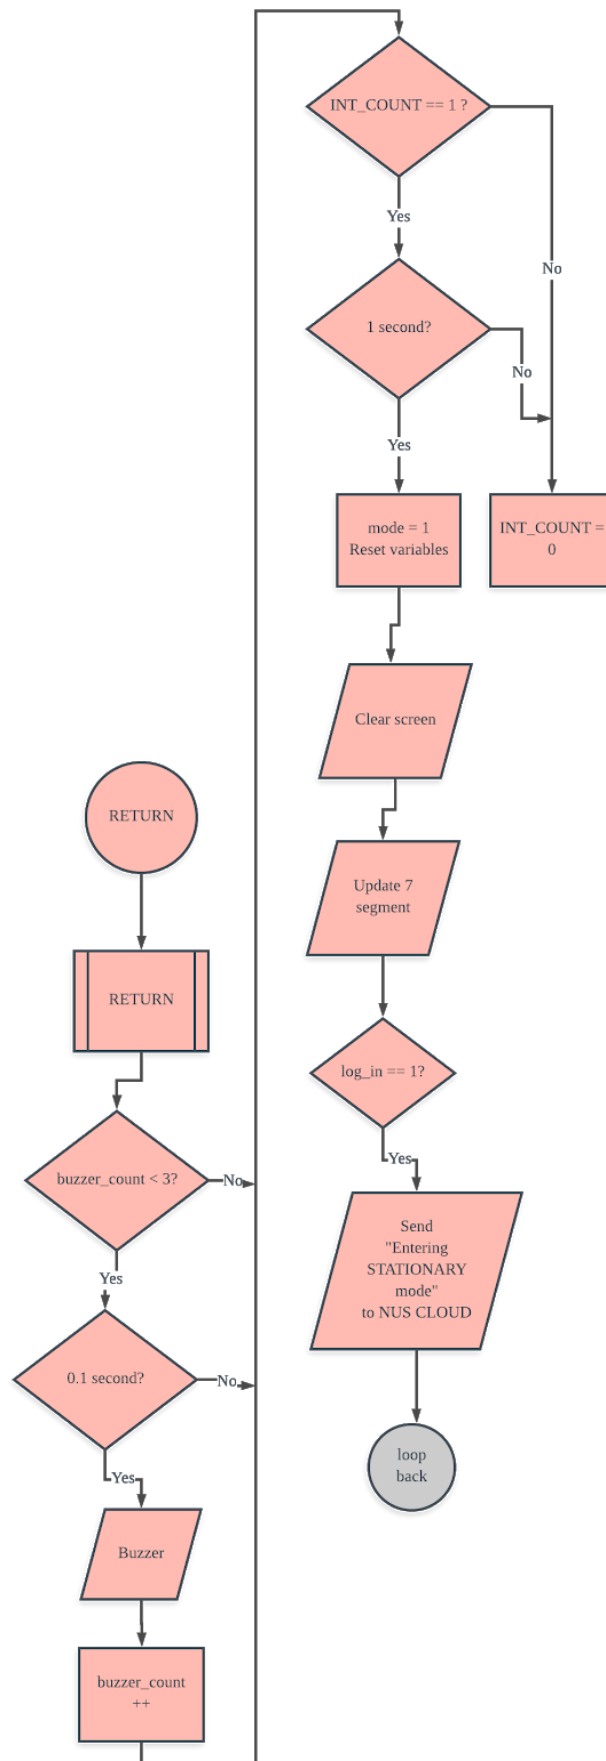 RETURN
RETURN
buzzer_count < 3?
No
Yes
0.1 second?
No
Yes
Buzzer
buzzer_count
++
INT_COUNT == 1 ?
Yes
No
1 second?
No
Yes
mode = 1
Reset variables
INT_COUNT =
0
Clear screen
Update 7
segment
log_in == 1?
Yes
Send
"Entering
STATIONARY
mode"
to NUS CLOUD
loop
back